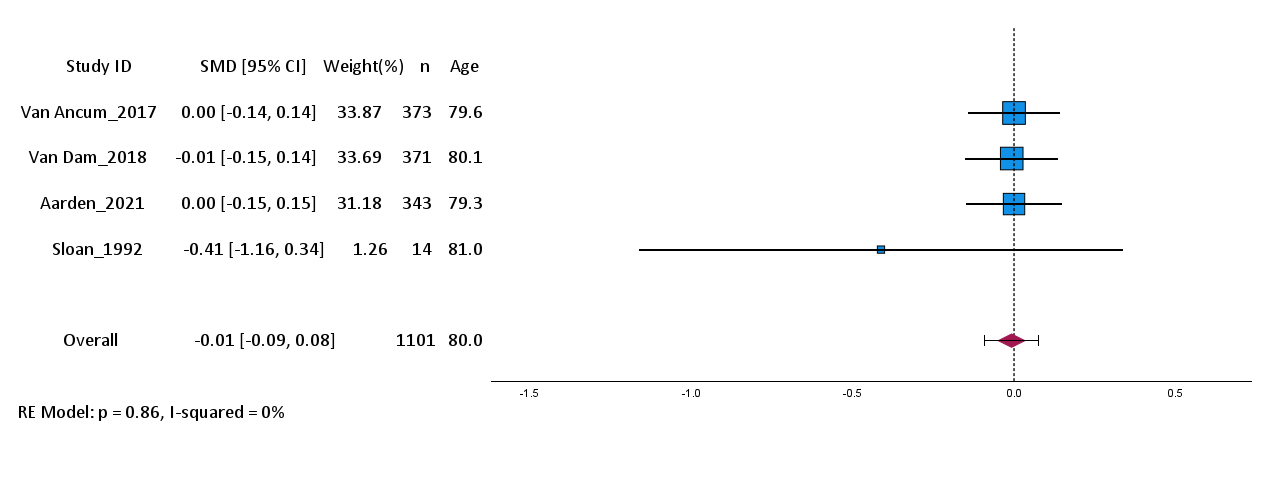 Study ID SMD [95% CI] Weight(%) n Age
Van Ancum_2017 0.00 [-0.14, 0.14] 33.87 373 79.6
Van Dam_2018 -0.01 [-0.15, 0.14] 33.69 371 80.1
Aarden_2021 0.00 [-0.15, 0.15] 31.18 343 79.3
Sloan_1992 -0.41 [-1.16, 0.34] 1.26 14 81.0
Overall -0.01 [-0.09, 0.08] 1101 80.0
-1.5 -1.0 -0.5 0.0 0.5
RE Model: p = 0.86, I-squared = 0%